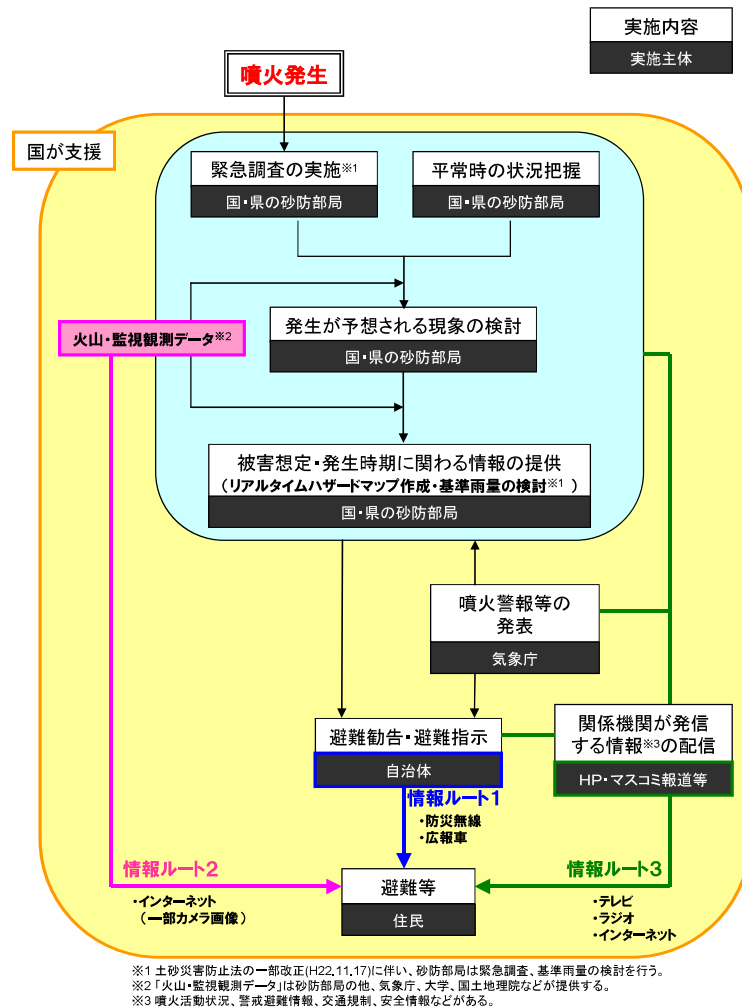 実施内容
実施主体
噴火発生
国が支援
緊急調査の実施※1
国・県の砂防部局
平常時の状況把握
国・県の砂防部局
火山・監視観測データ※2
発生が予想される現象の検討
国・県の砂防部局
被害想定・発生時期に関わる情報の提供
（リアルタイムハザードマップ作成・基準雨量の検討※1 ）
国・県の砂防部局
噴火警報等の
発表
気象庁
避難勧告・避難指示
自治体
関係機関が発信
する情報※3の配信
HP・マスコミ報道等
情報ルート1
・防災無線
・広報車
情報ルート2
・インターネット
（一部カメラ画像）
避難等
住民
情報ルート3
・テレビ
・ラジオ
・インターネット
※1 土砂災害防止法の一部改正(H22.11.17)に伴い、砂防部局は緊急調査、基準雨量の検討を行う。
※2 「火山・監視観測データ」は砂防部局の他、気象庁、大学、国土地理院などが提供する。
※3 噴火活動状況、警戒避難情報、交通規制、安全情報などがある。